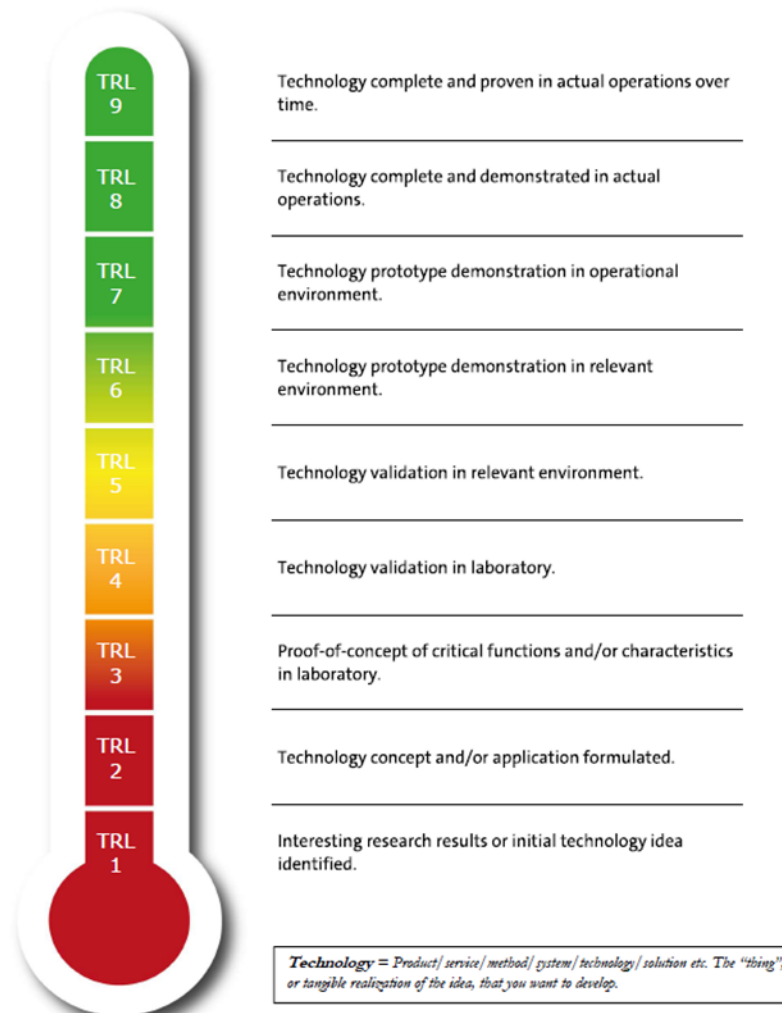 TRL
9
Technology complete and proven in actual operations over
time.
TRL
8
Technology complete and demonstrated in actual
operations.
TRL
7
Technology prototype demonstration in operational
environment.
TRL
6
Technology prototype demonstration in relevant
environment.
TRL
5
Technology validation in relevant environment.
TRL
4
Technology validation in laboratory.
TRL
3
Proof-of-concept of critical functions and/or characteristics
in laboratory.
TRL
2
Technology concept and/or application formulated.
TRL
1
Interesting research results or initial technology idea
identified.
Technology = Product/ service/ method/ system/ technology/ solution etc. The “thing”,
or tangible realization of the idea, that you want to develop.